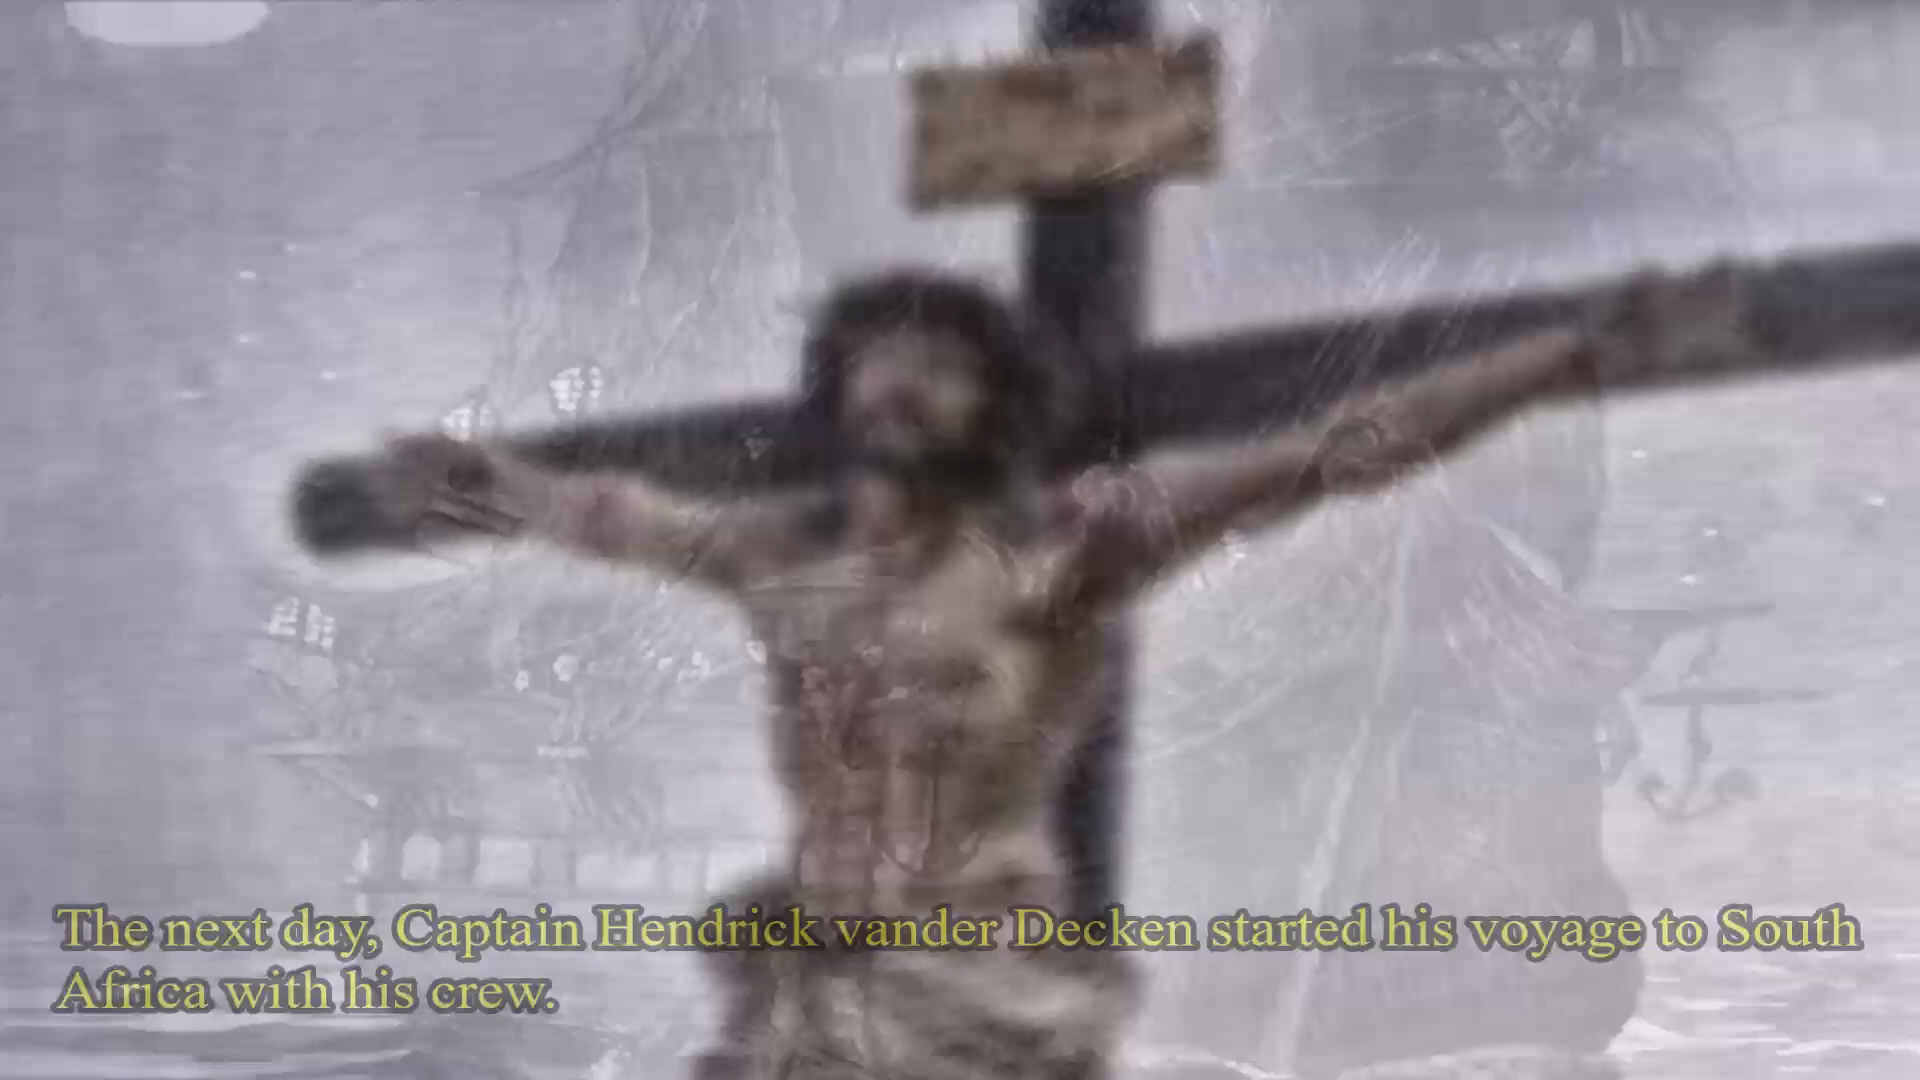 The next day, Captain Hendrick vander Decken started his voyage to South
Africa with his crew.